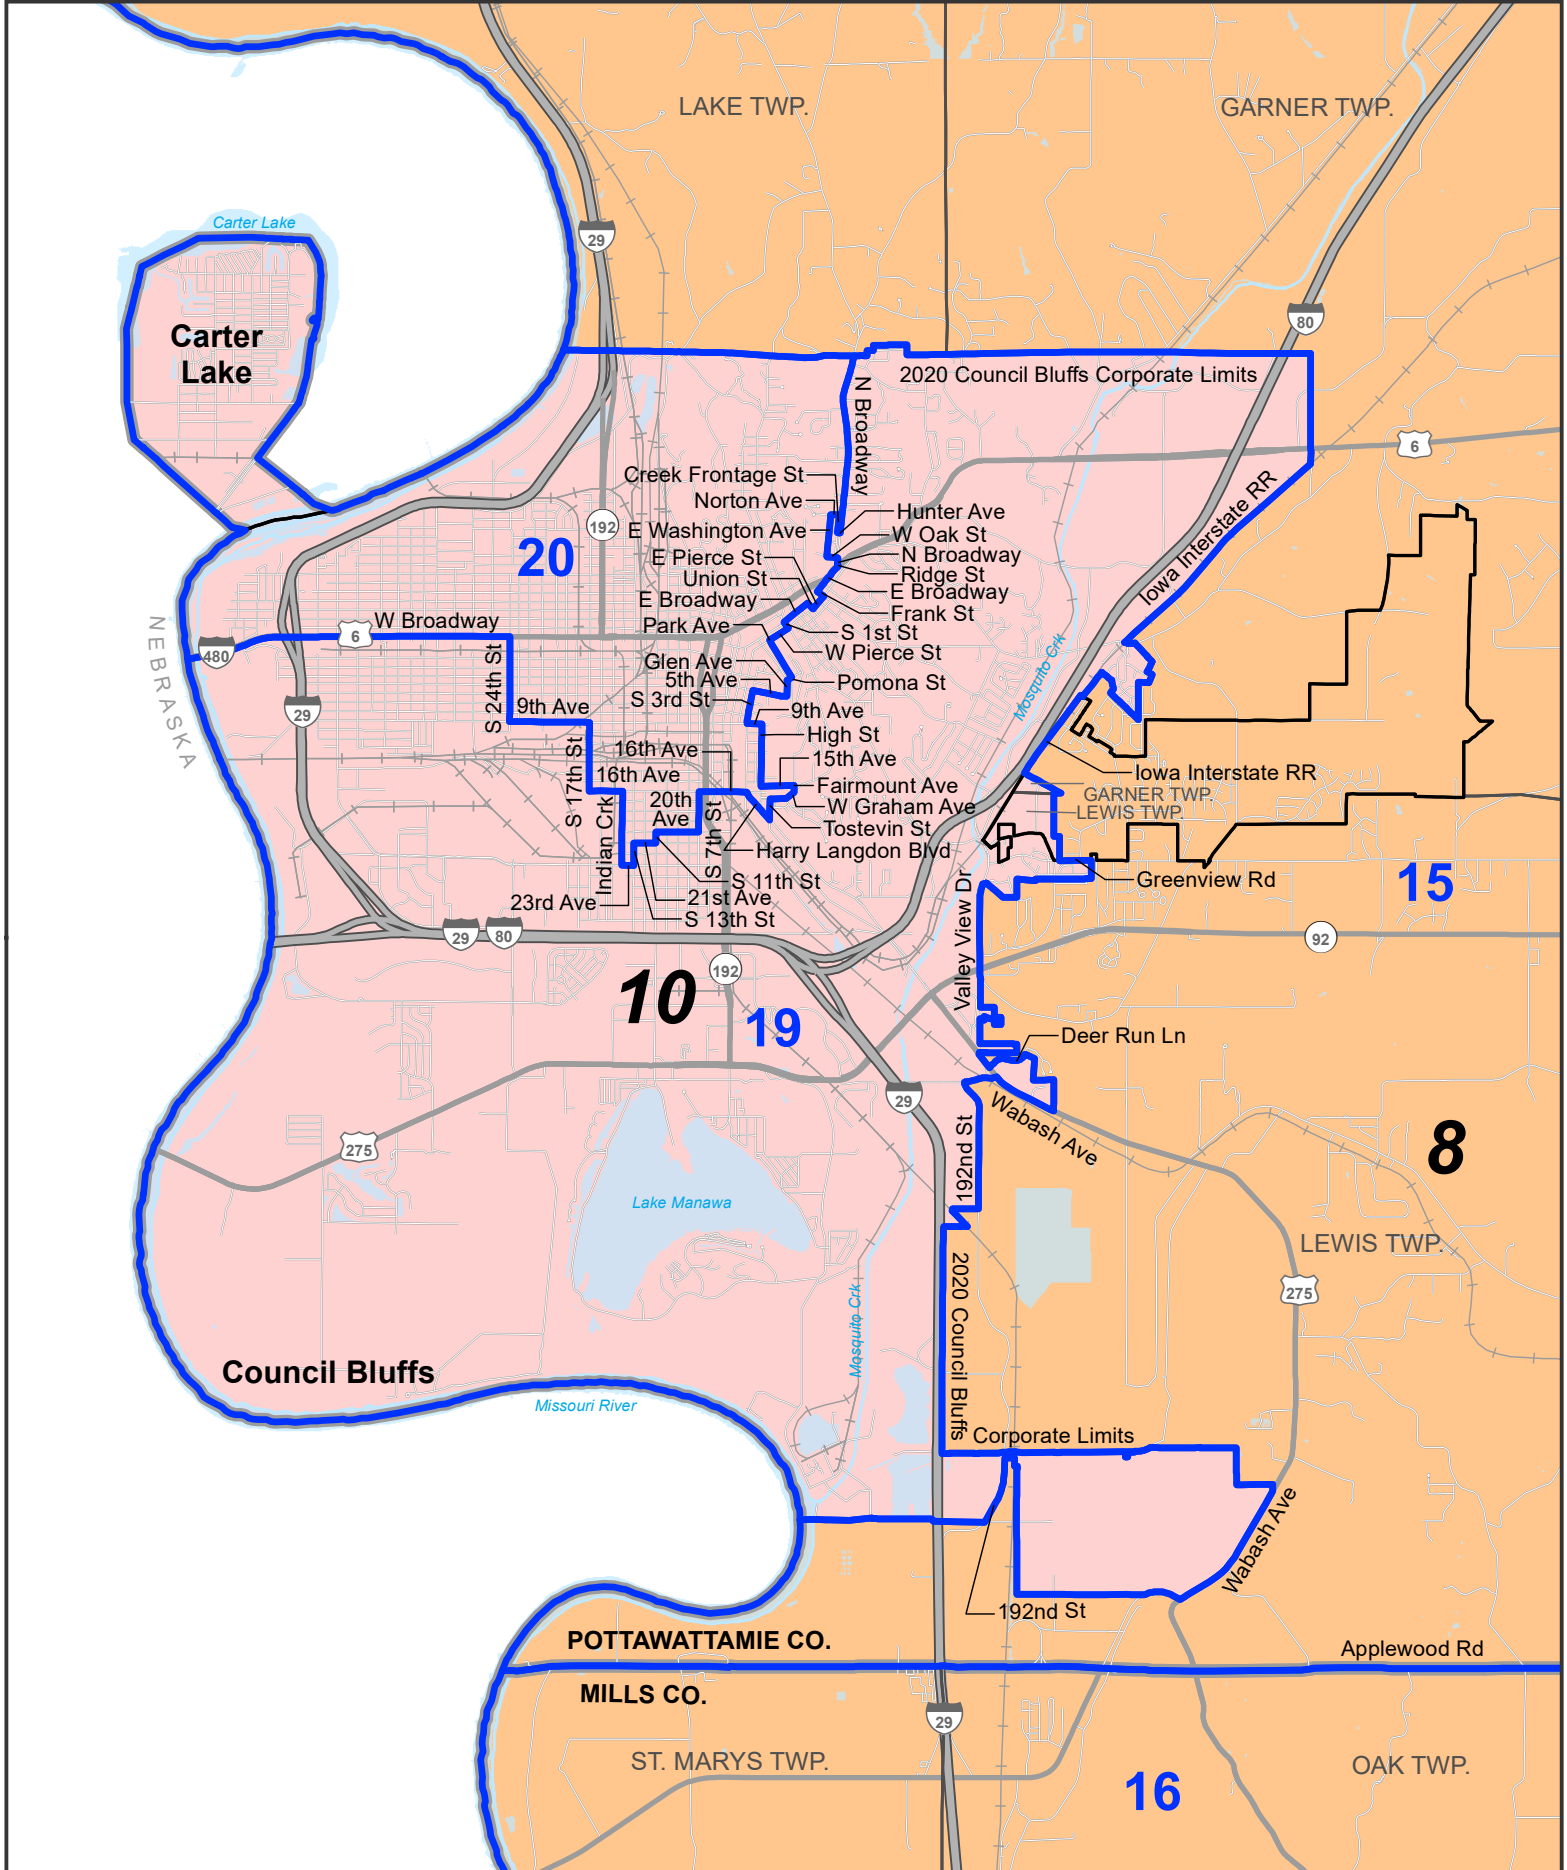 LAKE TWP.
GARNER TWP.
Carter Lake
29
80
Carter
Lake
2020 Council Bluffs Corporate Limits
N Broadway
6
Creek Frontage St
Norton Ave
Hunter Ave
Iowa Interstate RR
192
E Washington Ave
W Oak St
20
E Pierce St
N Broadway
Union St
Ridge St
E Broadway
E Broadway
Frank St
W Broadway
Park Ave
S 1st St
6
NEBRASKA
480
W Pierce St
Mosquito Crk
S 24th St
Glen Ave
5th Ave
Pomona St
S 3rd St
29
9th Ave
9th Ave
High St
S 17th St
16th Ave
15th Ave
Iowa Interstate RR
16th Ave
Fairmount Ave
GARNER TWP.
Indian Crk
20th
Ave
S 7th St
W Graham Ave
LEWIS TWP.
Tostevin St
Harry Langdon Blvd
S 11th St
Greenview Rd
15
23rd Ave
21st Ave
S 13th St
Valley View Dr
29
80
92
192
10
19
Deer Run Ln
29
Wabash Ave
192nd St
275
8
Lake Manawa
LEWIS TWP.
275
2020 Council Bluffs
Mosquito Crk
Council Bluffs
Missouri River
Corporate Limits
Wabash Ave
192nd St
POTTAWATTAMIE CO.
Applewood Rd
MILLS CO.
29
ST. MARYS TWP.
OAK TWP.
16